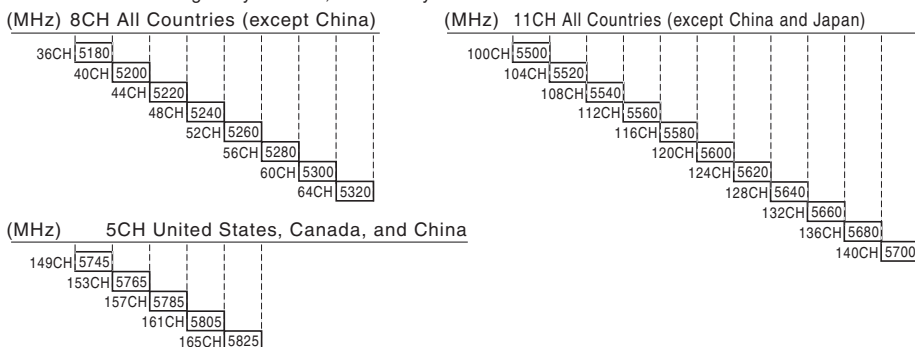 (MHz) 8CH All Countries (except China)
36CH 5180
40CH 5200
44CH 5220
48CH 5240
52CH 5260
56CH 5280
60CH 5300
64CH 5320
(MHz) 11CH All Countries (except China and Japan)
100CH 5500
104CH 5520
108CH 5540
112CH 5560
116CH 5580
120CH 5600
124CH 5620
128CH 5640
132CH 5660
136CH 5680
140CH 5700
(MHz) 5CH United States, Canada, and China
149CH 5745
153CH 5765
157CH 5785
161CH 5805
165CH 5825